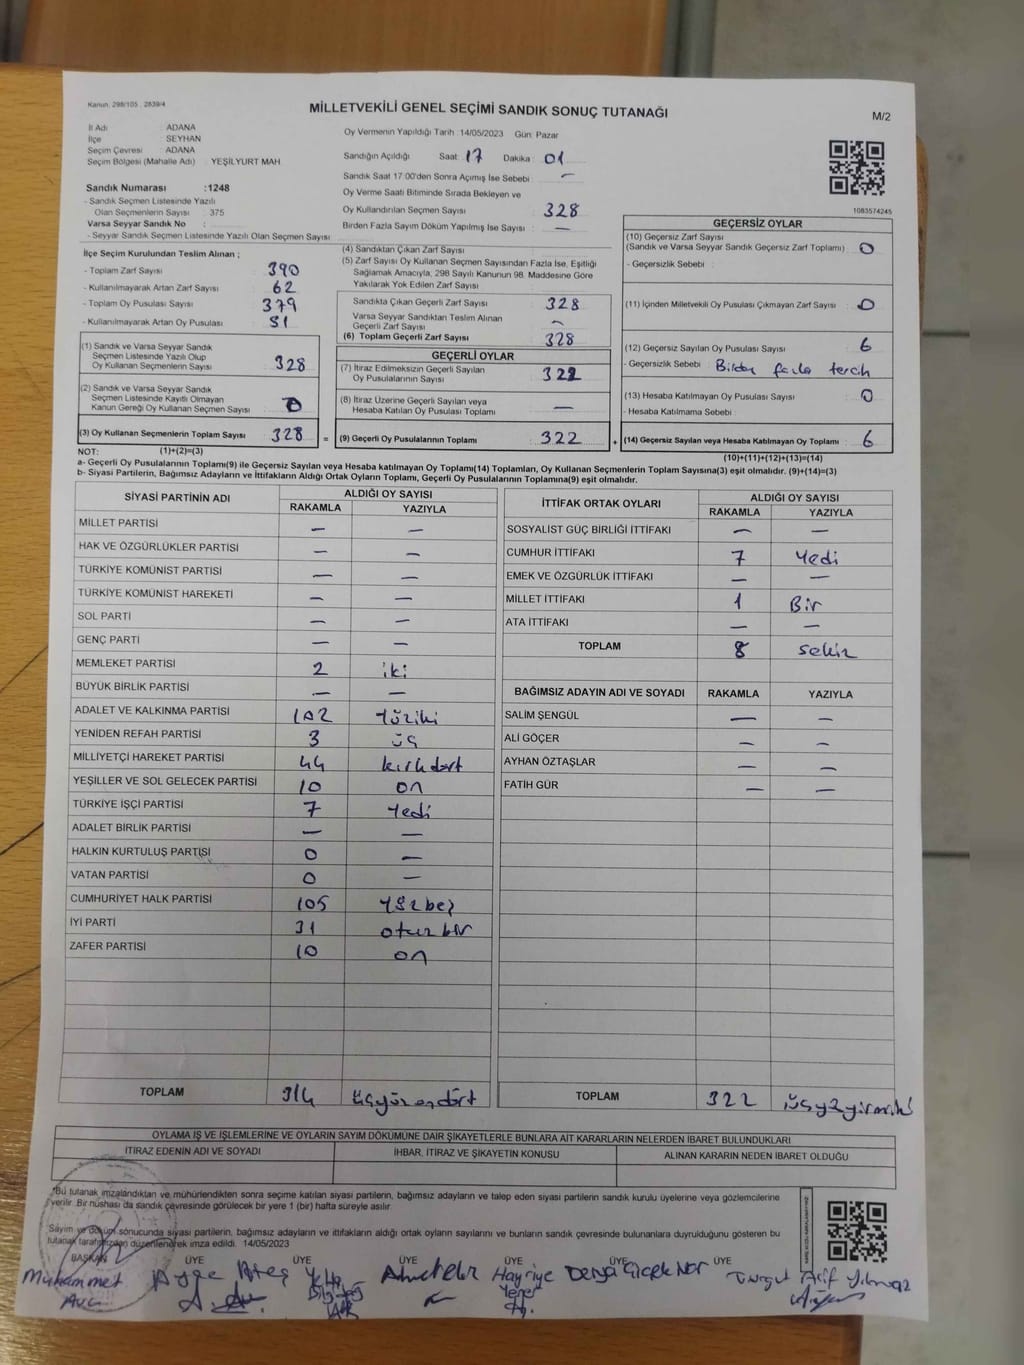 Kanun: 298/105 , 2839/4
MİLLETVEKİLİ GENEL SEÇİMİ SANDIK SONUÇ TUTANAĞI
M/2
İl Adı : ADANA
İlçe : SEYHAN
Seçim Çevresi : ADANA
Seçim Bölgesi (Mahalle Adı) : YEŞİLYURT MAH
Sandık Numarası :1248
- Sandık Seçmen Listesinde Yazılı
Olan Seçmenlerin Sayısı : 375
Varsa Seyyar Sandık No :
- Seyyar Sandık Seçmen Listesinde Yazılı Olan Seçmen Sayısı :
Oy Vermenin Yapıldığı Tarih :14/05/2023 Gün: Pazar
Sandığın Açıldığı Saat: 17 Dakika : 01
Sandık Saat 17:00'den Sonra Açımış İse Sebebi : –
Oy Verme Saati Bitiminde Sırada Bekleyen ve
Oy Kullandırılan Seçmen Sayısı : 328
Birden Fazla Sayım Döküm Yapılmış İse Sayısı : —
1083574245
İlçe Seçim Kurulundan Teslim Alınan ;
- Toplam Zarf Sayısı : 390
- Kullanılmayarak Artan Zarf Sayısı : 62
- Toplam Oy Pusulası Sayısı : 379
- Kullanılmayarak Artan Oy Pusulası : 51
(1) Sandık ve Varsa Seyyar Sandık
Seçmen Listesinde Yazılı Olup
Oy Kullanan Seçmenlerin Sayısı : 328
(2) Sandık ve Varsa Seyyar Sandık
Seçmen Listesinde Kayıtlı Olmayan
Kanun Gereği Oy Kullanan Seçmen Sayısı : 0
(3) Oy Kullanan Seçmenlerin Toplam Sayısı : 328
(4) Sandıktan Çıkan Zarf Sayısı :
(5) Zarf Sayısı Oy Kullanan Seçmen Sayısından Fazla İse, Eşitliği
Sağlamak Amacıyla, 298 Sayılı Kanunun 98. Maddesine Göre
Yakılarak Yok Edilen Zarf Sayısı :
Sandıkta Çıkan Geçerli Zarf Sayısı : 328
Varsa Seyyar Sandıktan Teslim Alınan
Geçerli Zarf Sayısı : –
(6) Toplam Geçerli Zarf Sayısı : 328
GEÇERLİ OYLAR
(7) İtiraz Edilmeksizin Geçerli Sayılan
Oy Pusulalarının Sayısı : 322
(8) İtiraz Üzerine Geçerli Sayılan veya
Hesaba Katılan Oy Pusulası Toplamı : —
= (9) Geçerli Oy Pusulalarının Toplamı : 322
GEÇERSİZ OYLAR
(10) Geçersiz Zarf Sayısı
(Sandık ve Varsa Seyyar Sandık Geçersiz Zarf Toplamı) : 0
- Geçersizlik Sebebi :
(11) İçinden Milletvekili Oy Pusulası Çıkmayan Zarf Sayısı : 0
(12) Geçersiz Sayılan Oy Pusulası Sayısı : 6
- Geçersizlik Sebebi : Birden fazla tercih
(13) Hesaba Katılmayan Oy Pusulası Sayısı : 0
- Hesaba Katılmama Sebebi :
+ (14) Geçersiz Sayılan veya Hesaba Katılmayan Oy Toplamı : 6
NOT: (1)+(2)=(3)
(10)+(11)+(12)+(13)=(14)
a- Geçerli Oy Pusulalarının Toplamı(9) ile Geçersiz Sayılan veya Hesaba katılmayan Oy Toplamı(14) Toplamları, Oy Kullanan Seçmenlerin Toplam Sayısına(3) eşit olmalıdır. (9)+(14)=(3)
b- Siyasi Partilerin, Bağımsız Adayların ve İttifakların Aldığı Ortak Oyların Toplamı, Geçerli Oy Pusulalarının Toplamına(9) eşit olmalıdır.
SİYASİ PARTİNİN ADI ALDIĞI OY SAYISI
RAKAMLA YAZIYLA
MİLLET PARTİSİ — —
HAK VE ÖZGÜRLÜKLER PARTİSİ — —
TÜRKİYE KOMÜNİST PARTİSİ — —
TÜRKİYE KOMÜNİST HAREKETİ — —
SOL PARTİ — —
GENÇ PARTİ — —
MEMLEKET PARTİSİ 2 iki
BÜYÜK BİRLİK PARTİSİ — —
ADALET VE KALKINMA PARTİSİ 102 Yüziki
YENİDEN REFAH PARTİSİ 3 üç
MİLLİYETÇİ HAREKET PARTİSİ 44 kırkdört
YEŞİLLER VE SOL GELECEK PARTİSİ 10 on
TÜRKİYE İŞÇİ PARTİSİ 7 Yedi
ADALET BİRLİK PARTİSİ — —
HALKIN KURTULUŞ PARTİSİ 0 —
VATAN PARTİSİ 0 —
CUMHURİYET HALK PARTİSİ 105 Yüzbeş
İYİ PARTİ 31 otuzbir
ZAFER PARTİSİ 10 on
TOPLAM 314 üçyüzondört
İTTİFAK ORTAK OYLARI ALDIĞI OY SAYISI
RAKAMLA YAZIYLA
SOSYALİST GÜÇ BİRLİĞİ İTTİFAKI — —
CUMHUR İTTİFAKI 7 Yedi
EMEK VE ÖZGÜRLÜK İTTİFAKI — —
MİLLET İTTİFAKI 1 Bir
ATA İTTİFAKI — —
TOPLAM 8 sekiz
BAĞIMSIZ ADAYIN ADI VE SOYADI RAKAMLA YAZIYLA
SALİM ŞENGÜL — —
ALİ GÖÇER — —
AYHAN ÖZTAŞLAR — —
FATİH GÜR — —
TOPLAM 322 üçyüzyirmiiki
OYLAMA İŞ VE İŞLEMLERİNE VE OYLARIN SAYIM DÖKÜMÜNE DAİR ŞİKAYETLERLE BUNLARA AİT KARARLARIN NELERDEN İBARET BULUNDUKLARI
İTİRAZ EDENİN ADI VE SOYADI İHBAR, İTİRAZ VE ŞİKAYETİN KONUSU ALINAN KARARIN NEDEN İBARET OLDUĞU
*Bu tutanak imzalandıktan ve mühürlendikten sonra seçime katılan siyasi partilerin, bağımsız adayların ve talep eden siyasi partilerin sandık kurulu üyelerine veya gözlemcilerine
verilir. Bir nüshası da sandık çevresinde görülecek bir yere 1 (bir) hafta süreyle asılır.
Sayım ve döküm sonucunda siyasi partilerin, bağımsız adayların ve ittifakların aldığı ortak oyların sayımını ve bunların sandık çevresinde bulunanlara duyrulduğunu gösteren bu
tutanak tarafımızdan düzenlenerek imza edildi. 14/05/2023
BAŞKAN ÜYE ÜYE ÜYE ÜYE ÜYE ÜYE
Muhammet Ayşe Ateş Hayriye Derya Çiçek Nar Turgut Arif Yılmaz
Avcı Yener